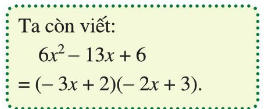 Ta còn viết:
6x² – 13x + 6
= (– 3x + 2)(– 2x + 3).